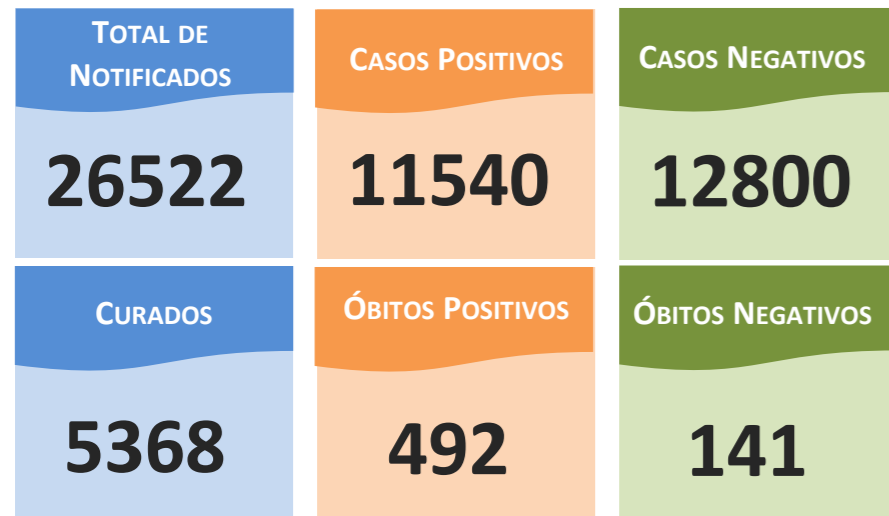 Total de
Notificados
Casos Positivos
Casos Negativos
26522
11540
12800
Curados
Óbitos Positivos
Óbitos Negativos
5368
492
141